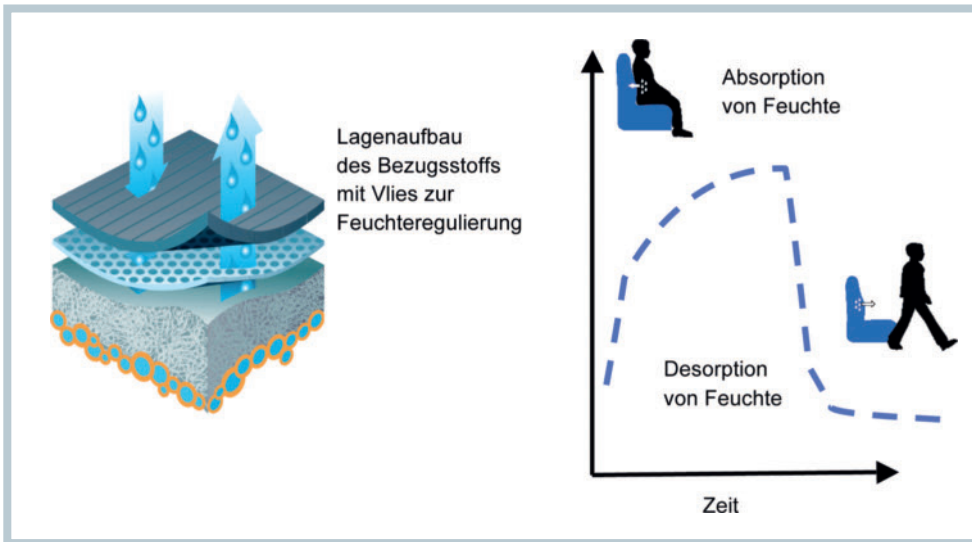 Lagenaufbau
des Bezugsstoffs
mit Vlies zur
Feuchteregulierung
Absorption
von Feuchte
Desorption
von Feuchte
Zeit